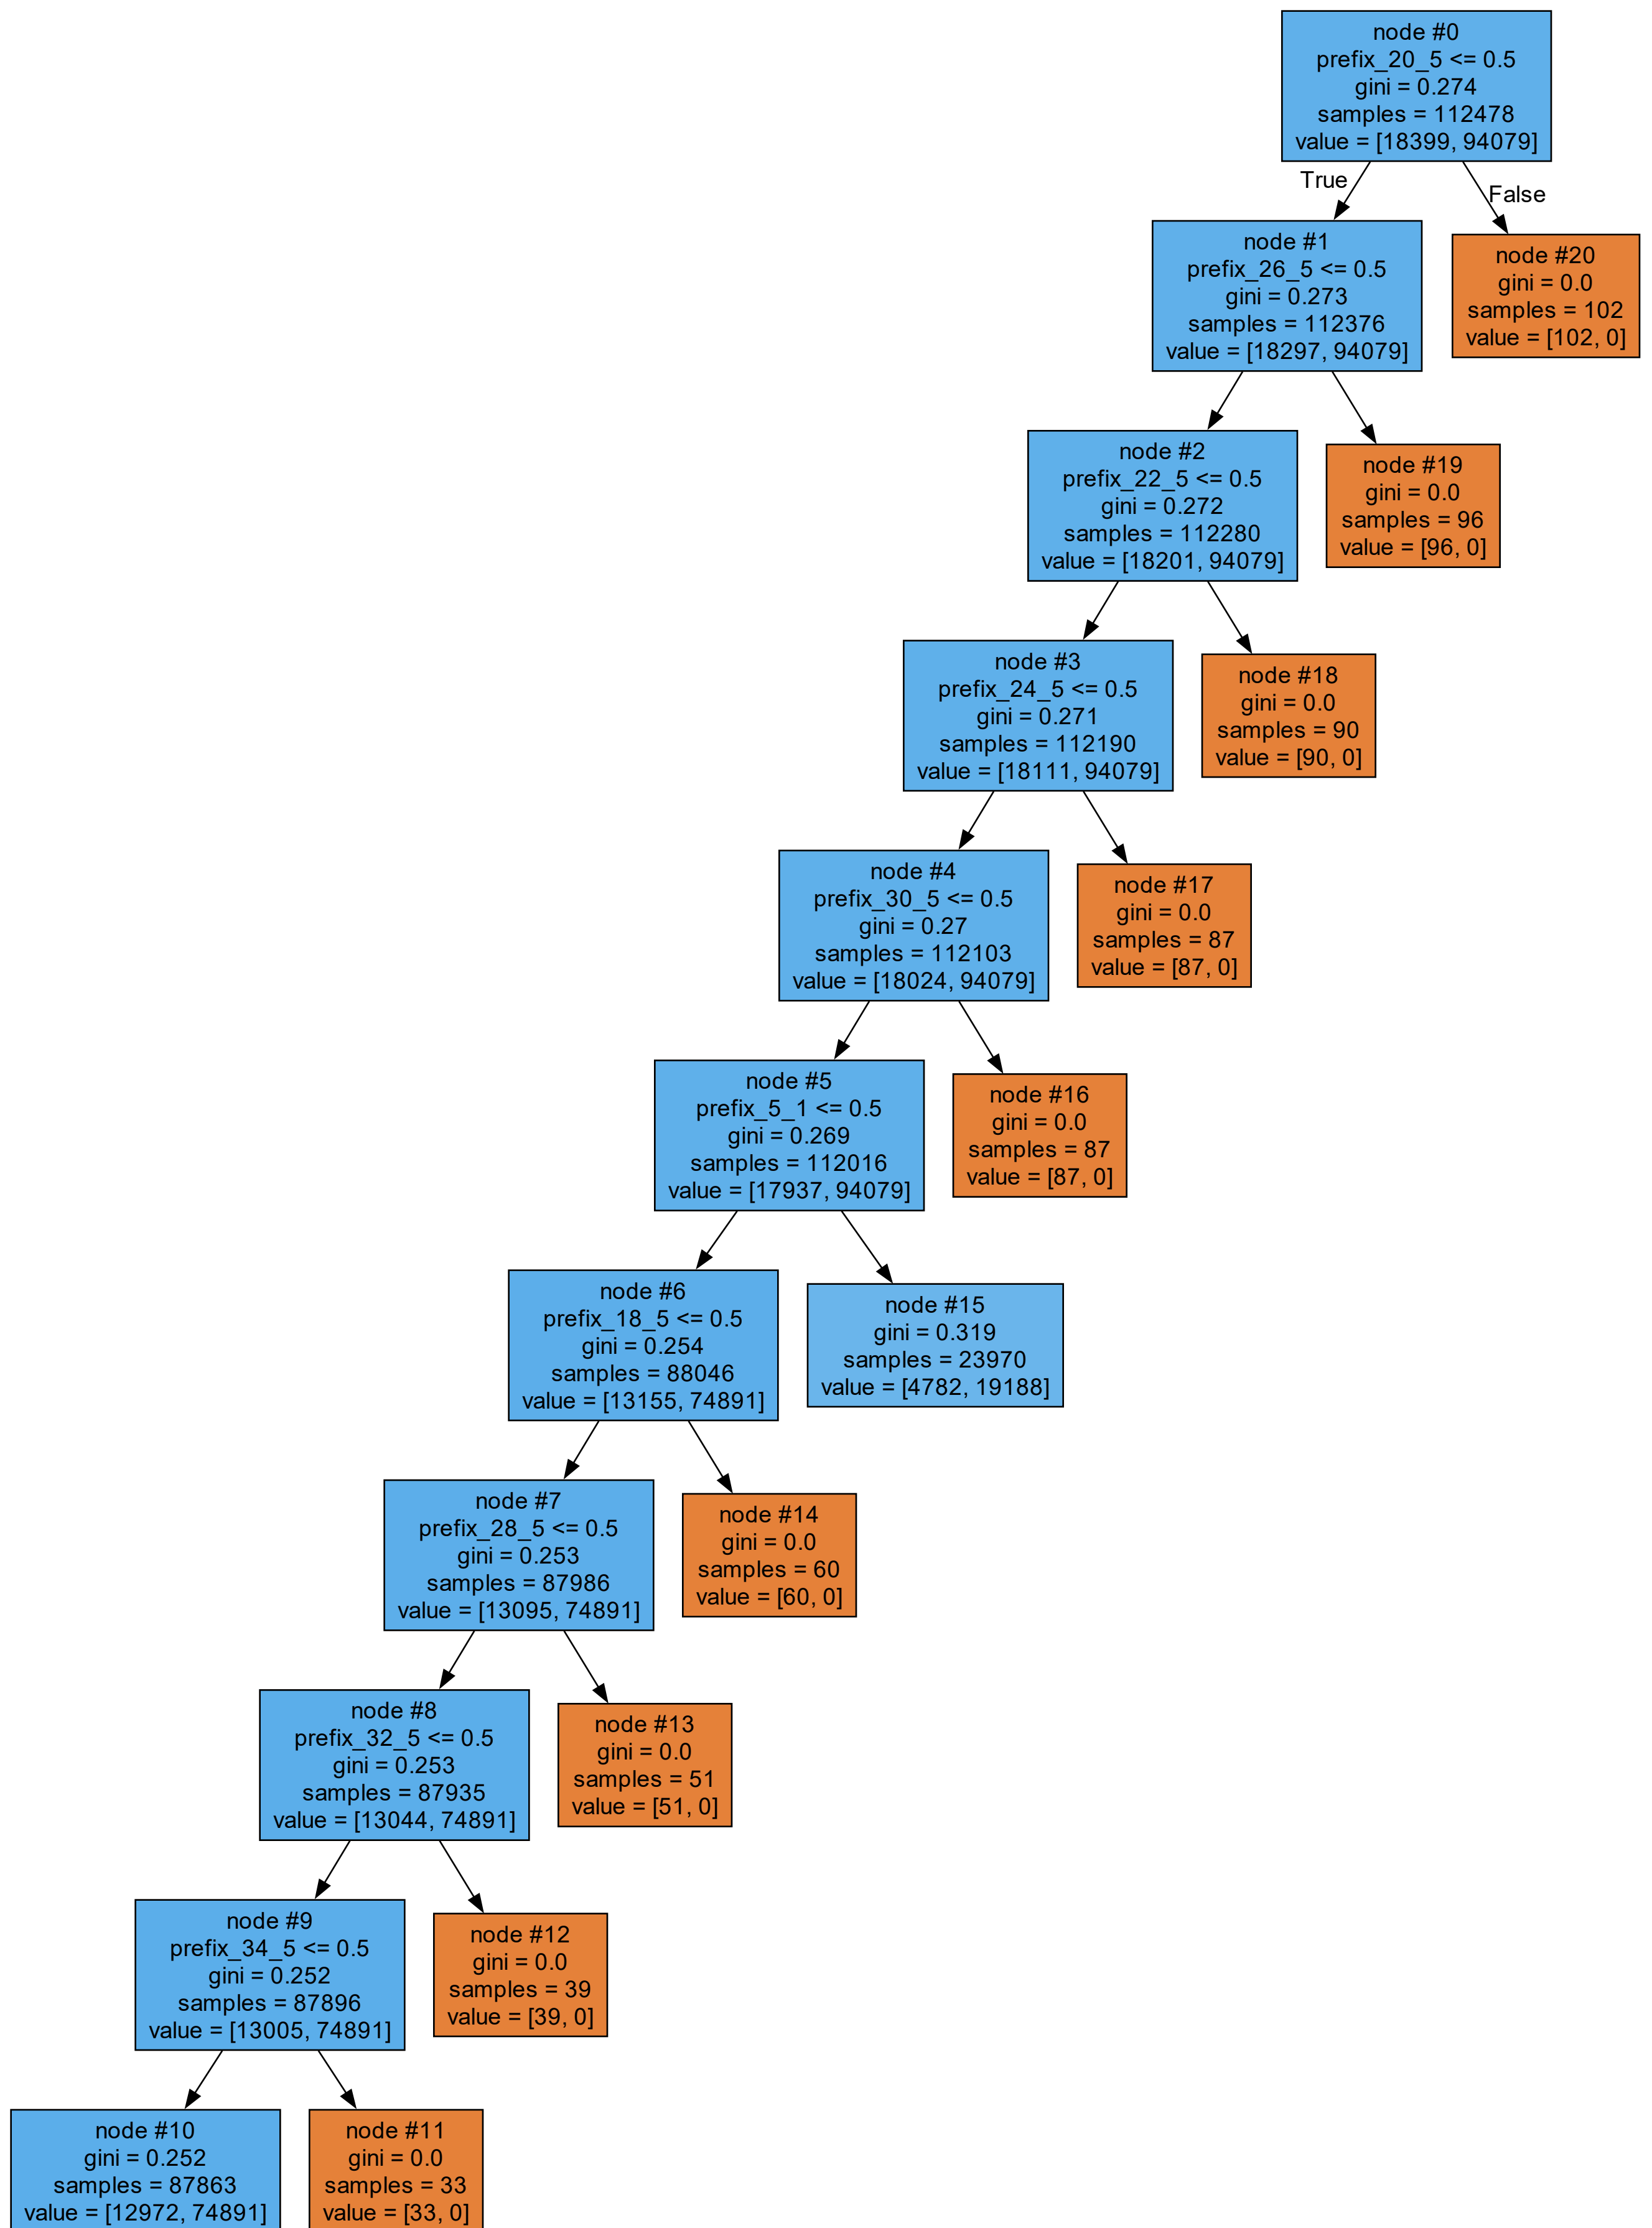 node #0
prefix_20_5 <= 0.5
gini = 0.274
samples = 112478
value = [18399, 94079]
True
False
node #1
prefix_26_5 <= 0.5
gini = 0.273
samples = 112376
value = [18297, 94079]
node #20
gini = 0.0
samples = 102
value = [102, 0]
node #2
prefix_22_5 <= 0.5
gini = 0.272
samples = 112280
value = [18201, 94079]
node #19
gini = 0.0
samples = 96
value = [96, 0]
node #3
prefix_24_5 <= 0.5
gini = 0.271
samples = 112190
value = [18111, 94079]
node #18
gini = 0.0
samples = 90
value = [90, 0]
node #4
prefix_30_5 <= 0.5
gini = 0.27
samples = 112103
value = [18024, 94079]
node #17
gini = 0.0
samples = 87
value = [87, 0]
node #5
prefix_5_1 <= 0.5
gini = 0.269
samples = 112016
value = [17937, 94079]
node #16
gini = 0.0
samples = 87
value = [87, 0]
node #6
prefix_18_5 <= 0.5
gini = 0.254
samples = 88046
value = [13155, 74891]
node #15
gini = 0.319
samples = 23970
value = [4782, 19188]
node #7
prefix_28_5 <= 0.5
gini = 0.253
samples = 87986
value = [13095, 74891]
node #14
gini = 0.0
samples = 60
value = [60, 0]
node #8
prefix_32_5 <= 0.5
gini = 0.253
samples = 87935
value = [13044, 74891]
node #13
gini = 0.0
samples = 51
value = [51, 0]
node #9
prefix_34_5 <= 0.5
gini = 0.252
samples = 87896
value = [13005, 74891]
node #12
gini = 0.0
samples = 39
value = [39, 0]
node #10
gini = 0.252
samples = 87863
value = [12972, 74891]
node #11
gini = 0.0
samples = 33
value = [33, 0]